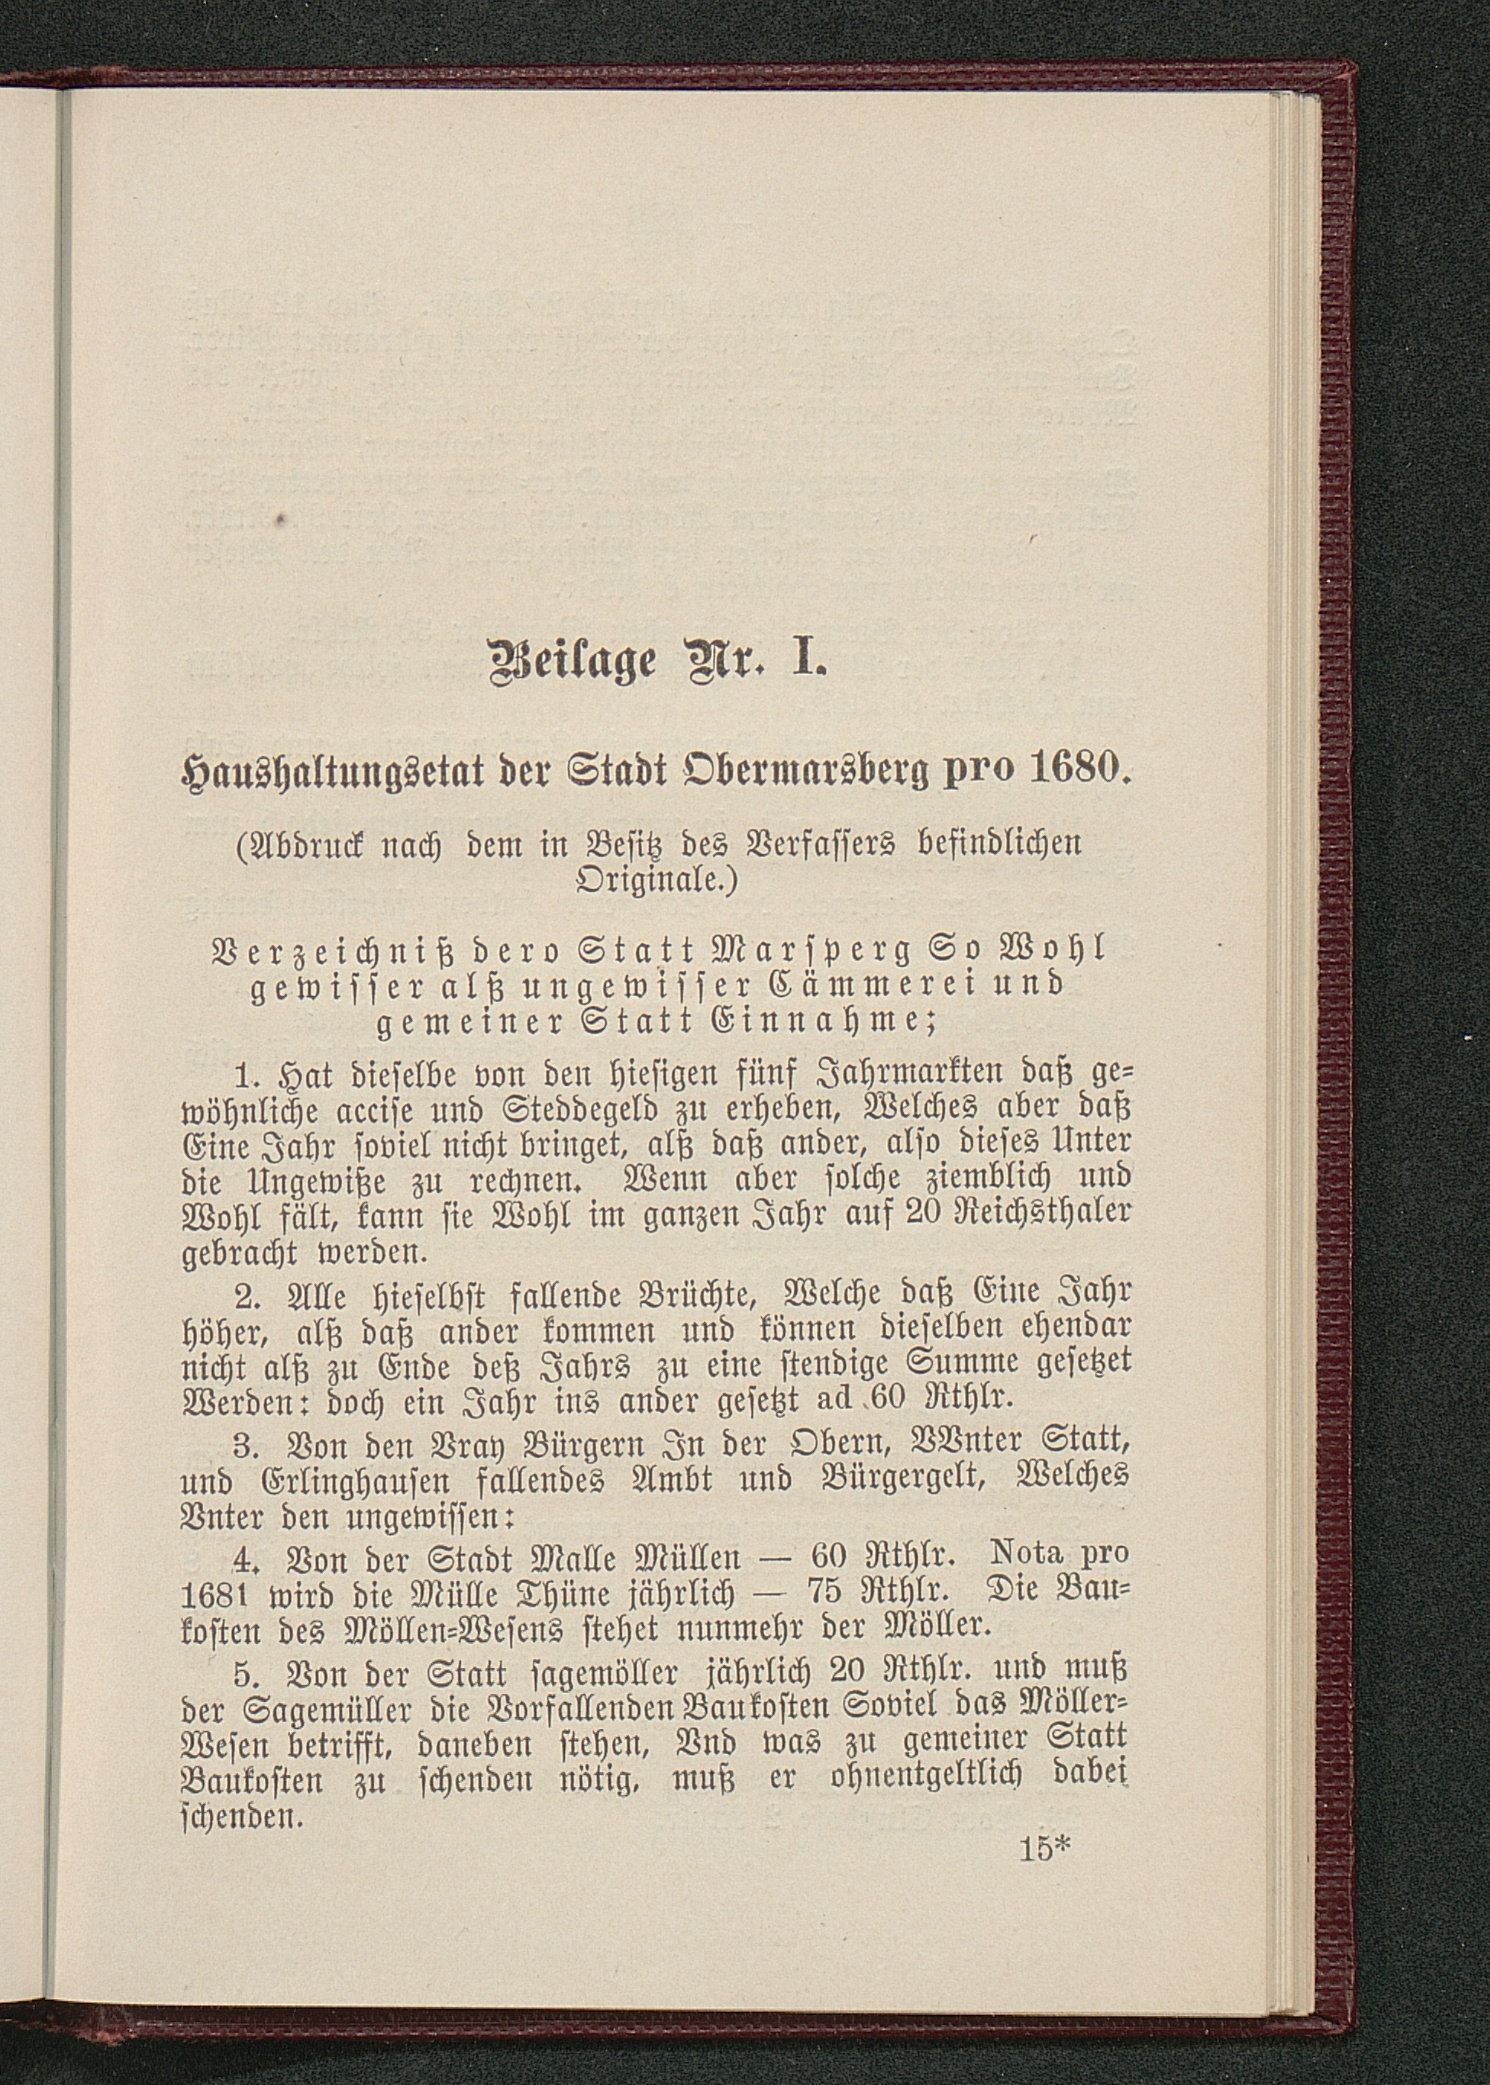 Beilage Nr. I.
Haushaltungsetat der Stadt Obermarsberg pro 1680.
(Abdruck nach dem in Besitz des Verfassers befindlichen
Originale.)
Verzeichniß dero Statt Marsperg So Wohl
gewisser alß ungewisser Cämmerei und
gemeiner Statt Einnahme;
1. Hat dieselbe von den hiesigen fünf Jahrmarkten daß ge-
wöhnliche accise und Steddegeld zu erheben, Welches aber daß
Eine Jahr soviel nicht bringet, alß daß ander, also dieses Unter
die Ungewiße zu rechnen. Wenn aber solche ziemblich und
Wohl fält, kann sie Wohl im ganzen Jahr auf 20 Reichsthaler
gebracht werden.
2. Alle hieselbst fallende Brüchte, Welche daß Eine Jahr
höher, alß daß ander kommen und können dieselben ehendar
nicht alß zu Ende deß Jahrs zu eine stendige Summe gesetzet
Werden: doch ein Jahr ins ander gesetzt ad 60 Rthlr.
3. Von den Vray Bürgern In der Obern, VVnter Statt,
und Erlinghausen fallendes Ambt und Bürgergelt, Welches
Vnter den ungewissen:
4. Von der Stadt Malle Müllen — 60 Rthlr. Nota pro
1681 wird die Mülle Thüne jährlich — 75 Rthlr. Die Bau-
kosten des Möllen-Wesens stehet nunmehr der Möller.
5. Von der Statt sagemöller jährlich 20 Rthlr. und muß
der Sagemüller die Vorfallenden Baukosten Soviel das Möller-
Wesen betrifft, daneben stehen, Vnd was zu gemeiner Statt
Baukosten zu schenden nötig, muß er ohnentgeltlich dabei
schenden.
15*